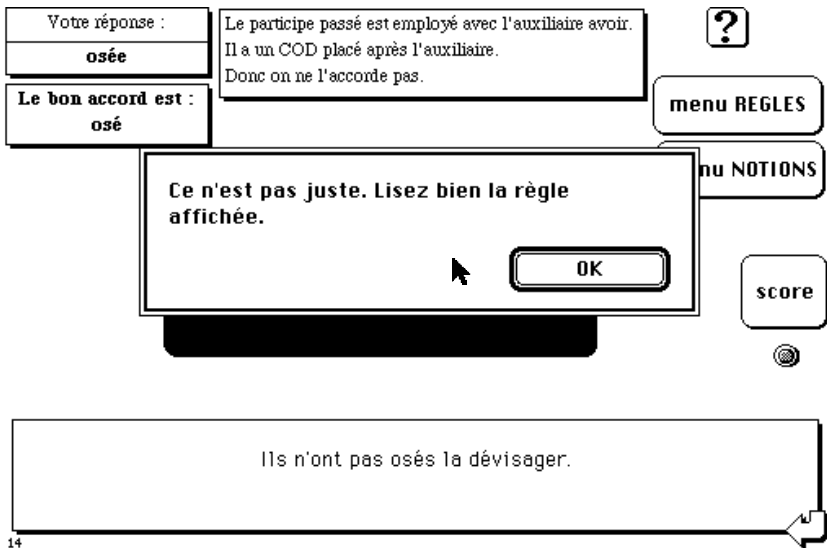 Votre réponse :
osée
Le participe passé est employé avec l'auxiliaire avoir.
Il a un COD placé après l'auxiliaire.
Donc on ne l'accorde pas.
?
Le bon accord est :
osé
menu REGLES
nu NOTIONS
Ce n'est pas juste. Lisez bien la règle
affichée.
OK
score
Ils n'ont pas osés la dévisager.
14